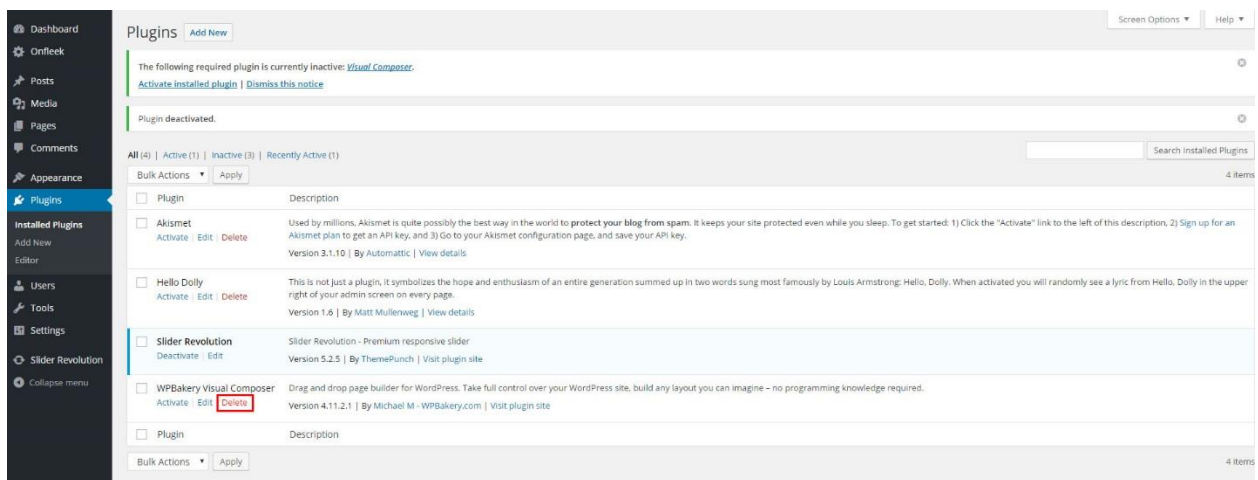 Dashboard
Onfleek
Posts
Media
Pages
Comments
Appearance
Plugins
Installed Plugins
Add New
Editor
Users
Tools
Settings
Slider Revolution
Collapse menu
Screen Options ▼ Help ▼
Plugins Add New
The following required plugin is currently inactive: Visual Composer.
Activate installed plugin | Dismiss this notice
Plugin deactivated.
All (4) | Active (1) | Inactive (3) | Recently Active (1)
Search Installed Plugins
Bulk Actions ▼ Apply
4 items
Plugin Description
Akismet
Activate | Edit | Delete
Used by millions, Akismet is quite possibly the best way in the world to protect your blog from spam. It keeps your site protected even while you sleep. To get started: 1) Click the "Activate" link to the left of this description, 2) Sign up for an
Akismet plan to get an API key, and 3) Go to your Akismet configuration page, and save your API key.
Version 3.1.10 | By Automattic | View details
Hello Dolly
Activate | Edit | Delete
This is not just a plugin, it symbolizes the hope and enthusiasm of an entire generation summed up in two words sung most famously by Louis Armstrong: Hello, Dolly. When activated you will randomly see a lyric from Hello, Dolly in the upper
right of your admin screen on every page.
Version 1.6 | By Matt Mullenweg | View details
Slider Revolution
Deactivate | Edit
Slider Revolution - Premium responsive slider
Version 5.2.5 | By ThemePunch | Visit plugin site
WPBakery Visual Composer
Activate | Edit | Delete
Drag and drop page builder for WordPress. Take full control over your WordPress site, build any layout you can imagine – no programming knowledge required.
Version 4.11.2.1 | By Michael M - WPBakery.com | Visit plugin site
Plugin Description
Bulk Actions ▼ Apply
4 items